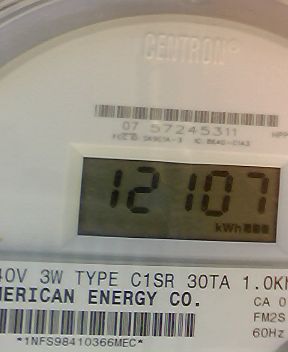 CENTRON®
07 57245311
12107
kWh
40V 3W TYPE C1SR 30TA 1.0K
MERICAN ENERGY CO.
CA 0
FM2S
60Hz
*1NFS98410366MEC*